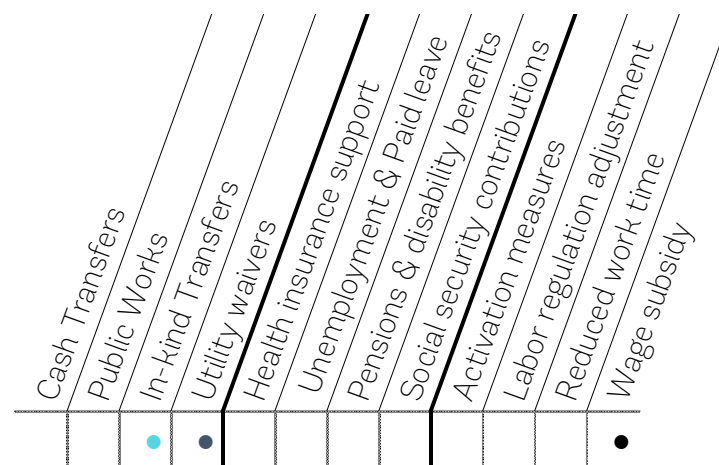 Cash Transfers
Public Works
In-kind Transfers
Utility waivers
Health insurance support
Unemployment & Paid leave
Pensions & disability benefits
Social security contributions
Activation measures
Labor regulation adjustment
Reduced work time
Wage subsidy